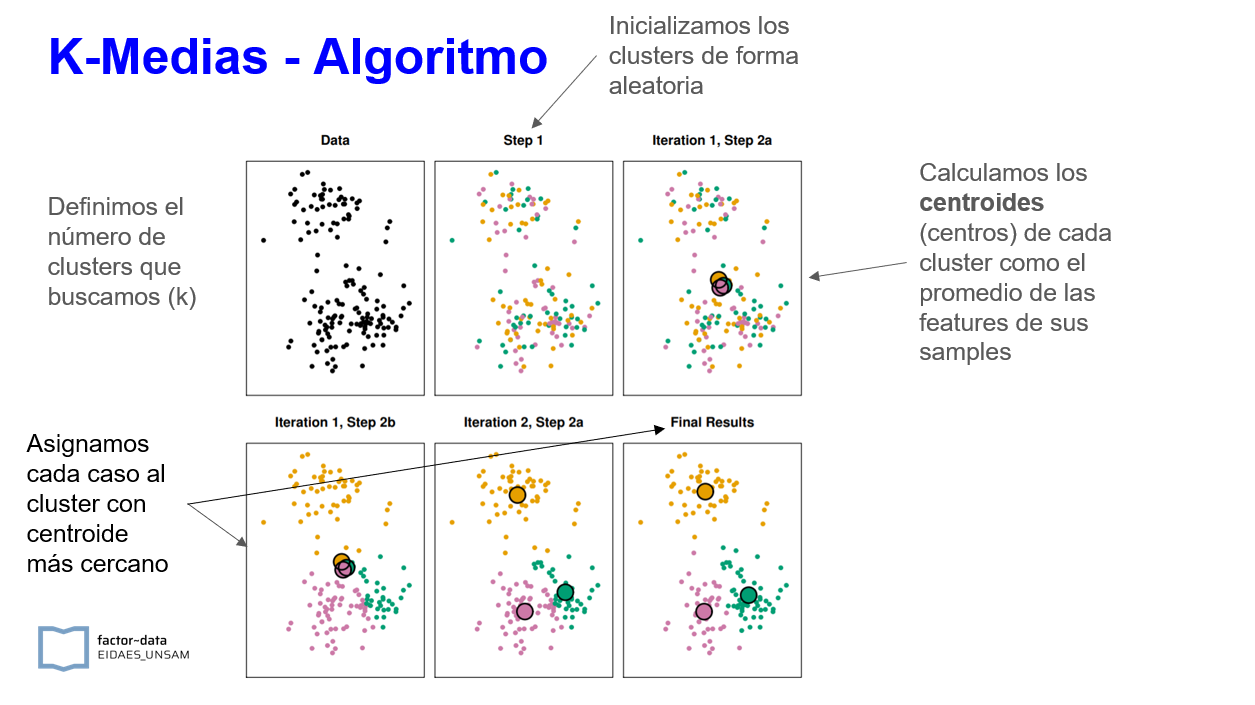 K-Medias - Algoritmo
Inicializamos los
clusters de forma
aleatoria
Data
Step 1
Iteration 1, Step 2a
Definimos el
número de
clusters que
buscamos (k)
Calculamos los
centroides
(centros) de cada
cluster como el
promedio de las
features de sus
samples
Iteration 1, Step 2b
Iteration 2, Step 2a
Final Results
Asignamos
cada caso al
cluster con
centroide
más cercano
factor~data
EIDAES_UNSAM